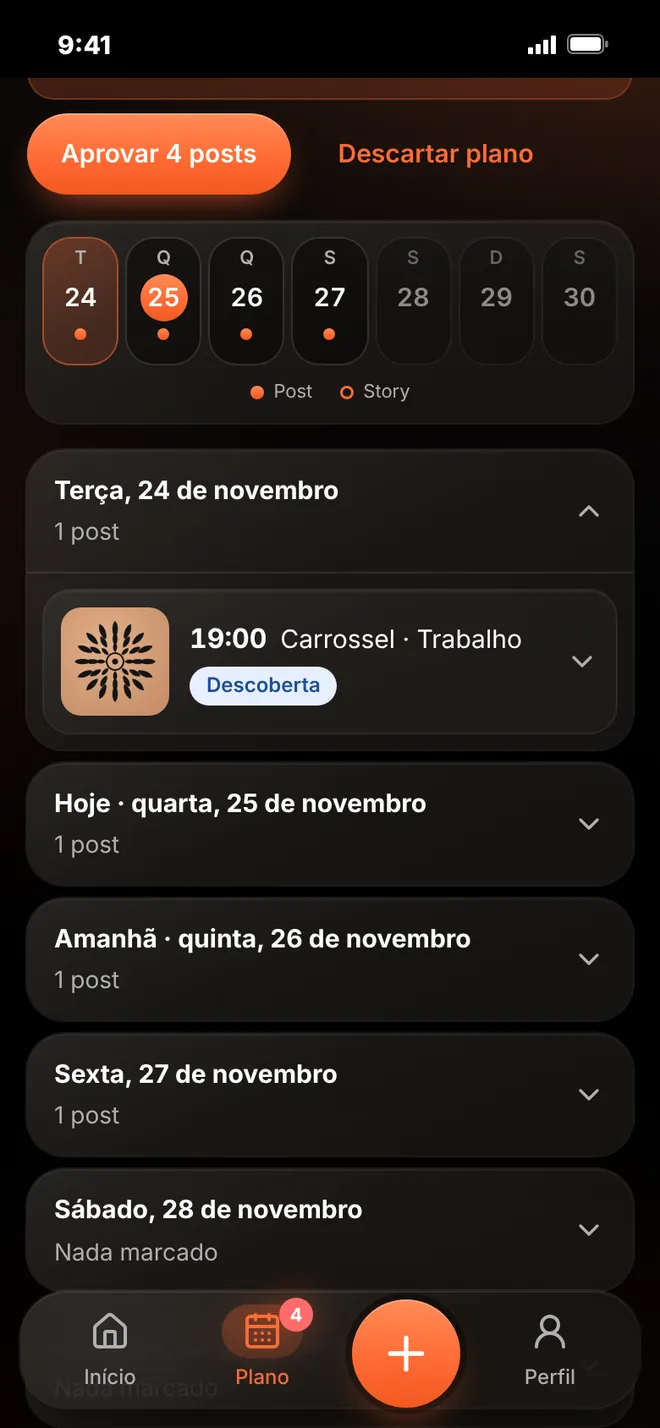 9:41
Aprovar 4 posts
Descartar plano
T Q Q S S D S
24 25 26 27 28 29 30
Post Story
Terça, 24 de novembro
1 post
19:00 Carrossel · Trabalho
Descoberta
Hoje · quarta, 25 de novembro
1 post
Amanhã · quinta, 26 de novembro
1 post
Sexta, 27 de novembro
1 post
Sábado, 28 de novembro
Nada marcado
4
Início Plano Perfil
Nada marcado